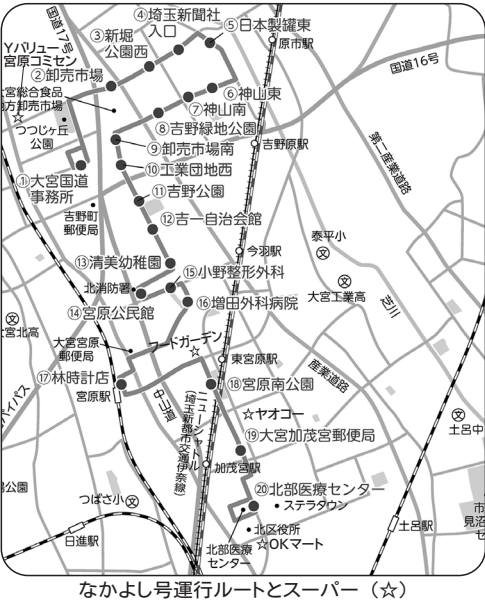 国道17号
④埼玉新聞社
入口
⑤日本製罐東
③新堀
公園西
原市駅
Yバリュー
宮原コミセン
②卸売市場
国道16号
大宮総合食品
地方卸売市場
つつじヶ丘
公園
⑥神山東
⑦神山南
⑧吉野緑地公園
⑨卸売市場南
吉野原駅
第二産業道路
⑩工業団地西
①大宮国道
事務所
⑪吉野公園
吉野町
郵便局
⑫吉一自治会館
泰平小
今羽駅
⑬清美幼稚園
⑮小野整形外科
北消防署
大宮工業高
芝川
⑯増田外科病院
⑭宮原公民館
大宮北高
大宮宮原
郵便局
フードガーデン
東宮原駅
産業道路
⑰林時計店
宮原駅
⑱宮原南公園
中山道
ニューシャトル
(埼玉新都市交通伊奈線)
☆ヤオコー
バイパス
⑲大宮加茂宮郵便局
土呂中
加茂宮駅
公園
つばさ小
⑳北部医療センター
ステラタウン
日進駅
北区役所
土呂駅
北部医療
センター
☆OKマート
市
見沼
セ
なかよし号運行ルートとスーパー（☆）